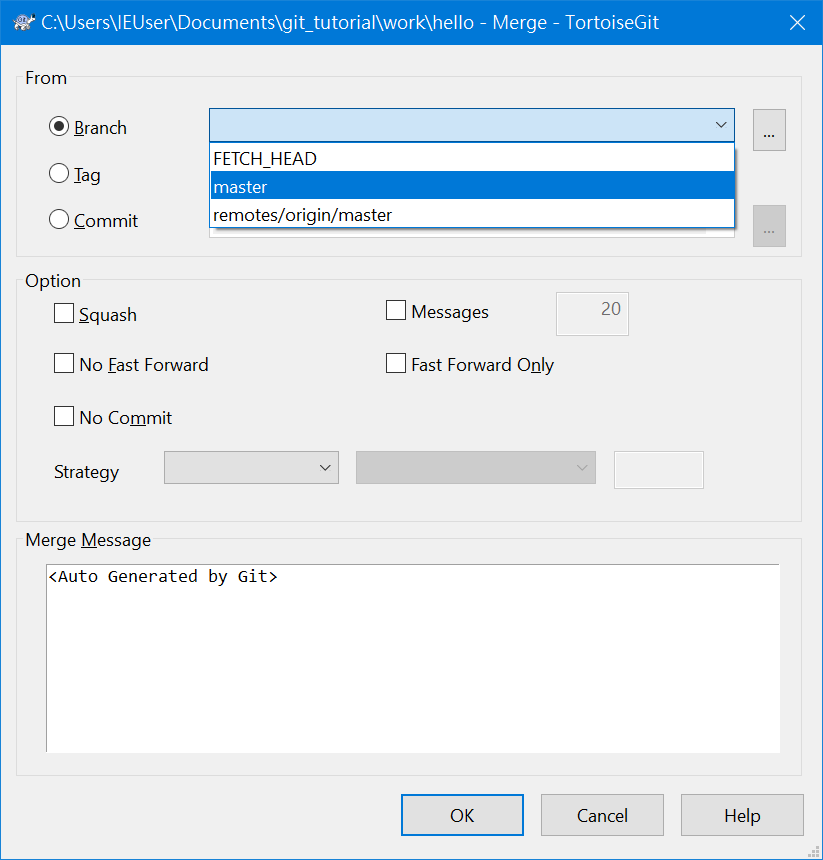 C:\Users\IEUser\Documents\git_tutorial\work\hello - Merge - TortoiseGit
From
Branch
...
FETCH_HEAD
Tag
master
Commit
remotes/origin/master
...
Option
Squash
Messages
20
No Fast Forward
Fast Forward Only
No Commit
Strategy
Merge Message
<Auto Generated by Git>
OK
Cancel
Help